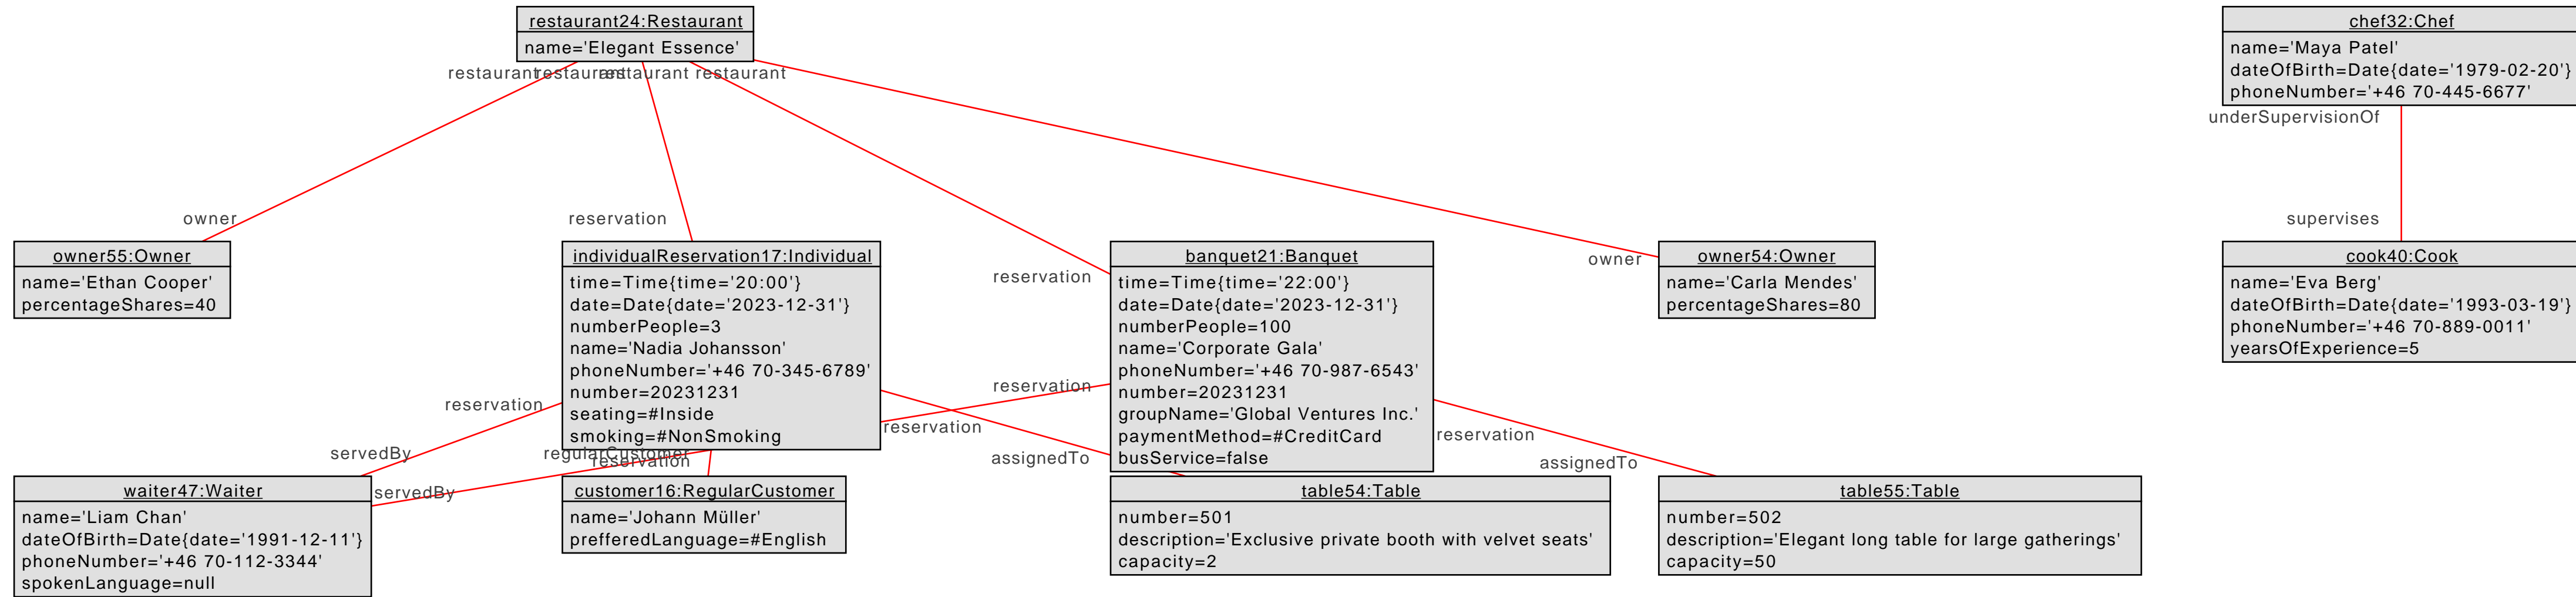 restaurant24:Restaurant
name='Elegant Essence'
chef32:Chef
name='Maya Patel'
dateOfBirth=Date{date='1979-02-20'}
phoneNumber='+46 70-445-6677'
restaurant
restaurant
restaurant
restaurant
underSupervisionOf
owner
reservation
reservation
owner
supervises
owner55:Owner
name='Ethan Cooper'
percentageShares=40
individualReservation17:Individual
time=Time{time='20:00'}
date=Date{date='2023-12-31'}
numberPeople=3
name='Nadia Johansson'
phoneNumber='+46 70-345-6789'
number=20231231
seating=#Inside
smoking=#NonSmoking
banquet21:Banquet
time=Time{time='22:00'}
date=Date{date='2023-12-31'}
numberPeople=100
name='Corporate Gala'
phoneNumber='+46 70-987-6543'
number=20231231
groupName='Global Ventures Inc.'
paymentMethod=#CreditCard
busService=false
owner54:Owner
name='Carla Mendes'
percentageShares=80
cook40:Cook
name='Eva Berg'
dateOfBirth=Date{date='1993-03-19'}
phoneNumber='+46 70-889-0011'
yearsOfExperience=5
reservation
reservation
reservation
reservation
servedBy
regularCustomer
reservation
assignedTo
assignedTo
servedBy
waiter47:Waiter
name='Liam Chan'
dateOfBirth=Date{date='1991-12-11'}
phoneNumber='+46 70-112-3344'
spokenLanguage=null
customer16:RegularCustomer
name='Johann Müller'
prefferedLanguage=#English
table54:Table
number=501
description='Exclusive private booth with velvet seats'
capacity=2
table55:Table
number=502
description='Elegant long table for large gatherings'
capacity=50